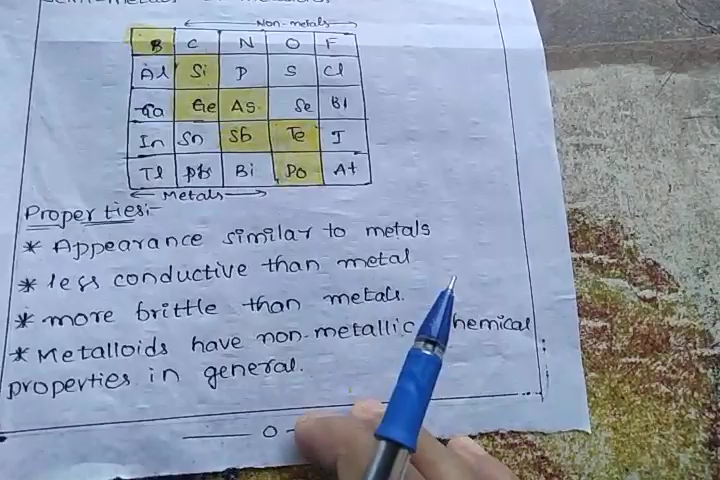 Non-metals
B C N O F
Al Si P S Cl
Ga Ge As Se Br
In Sn Sb Te I
Tl pb Bi Po At
Metals
Properties:-
* Appearance similar to metals
* less conductive than metal
* more brittle than metals.
* Metalloids have non-metallic chemical
properties in general.